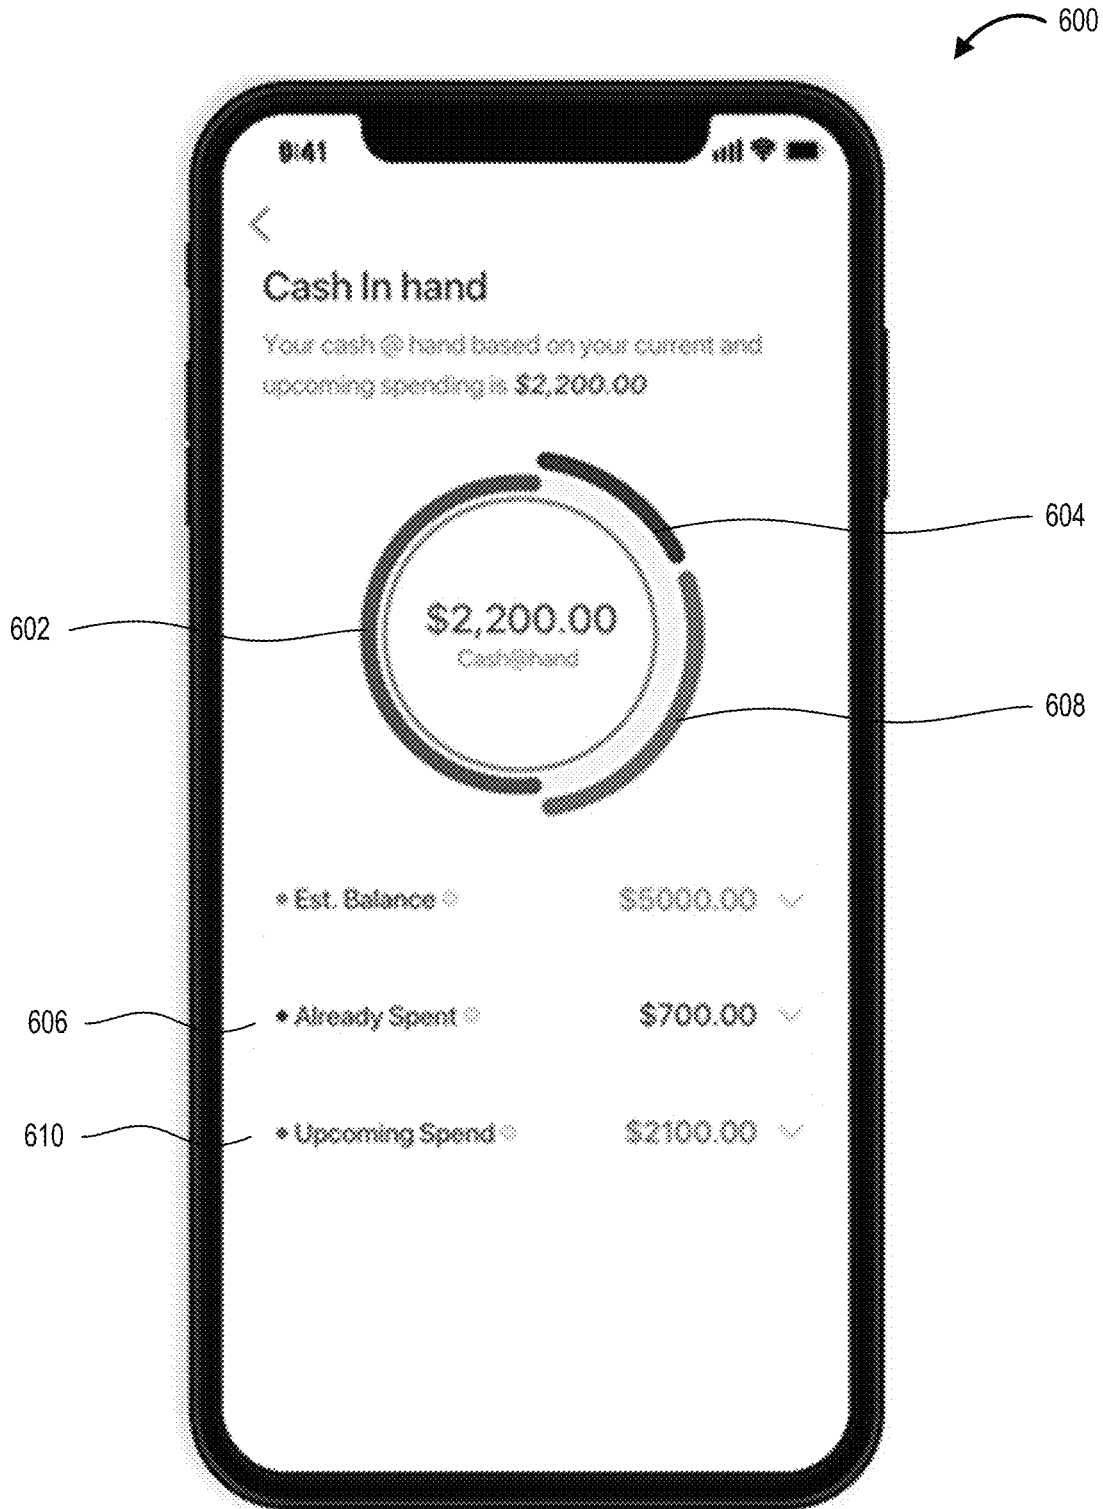 600
9:41
Cash In hand
Your cash @ hand based on your current and
upcoming spending is $2,200.00
604
602
$2,200.00
Cash@hand
608
Est. Balance $5000.00
606
Already Spent $700.00
610
Upcoming Spend $2100.00